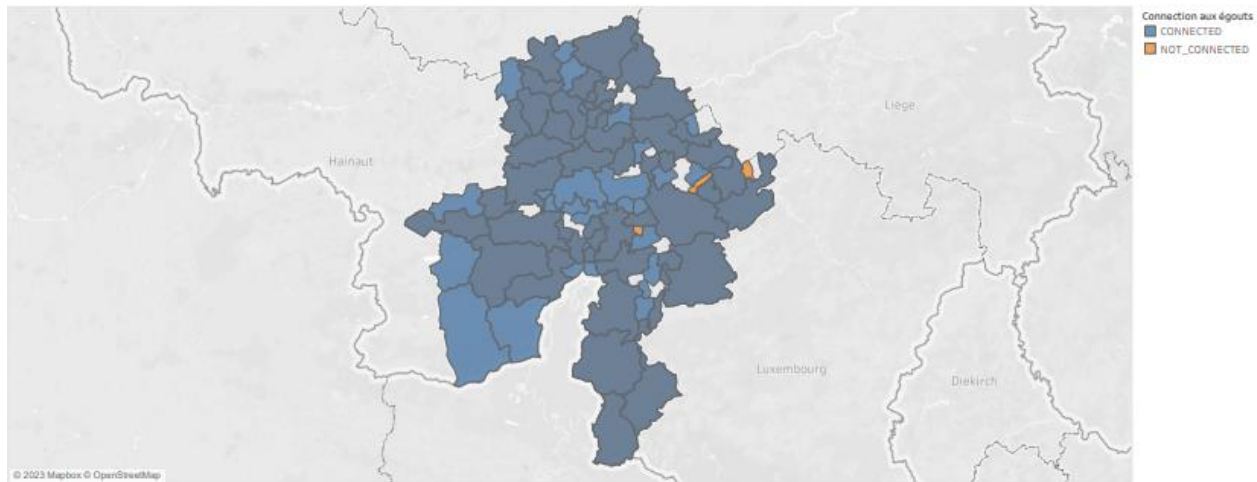 Connection aux égouts
CONNECTED
NOT_CONNECTED
Liège
Hainaut
Luxembourg
Diekirch
© 2023 Mapbox © OpenStreetMap